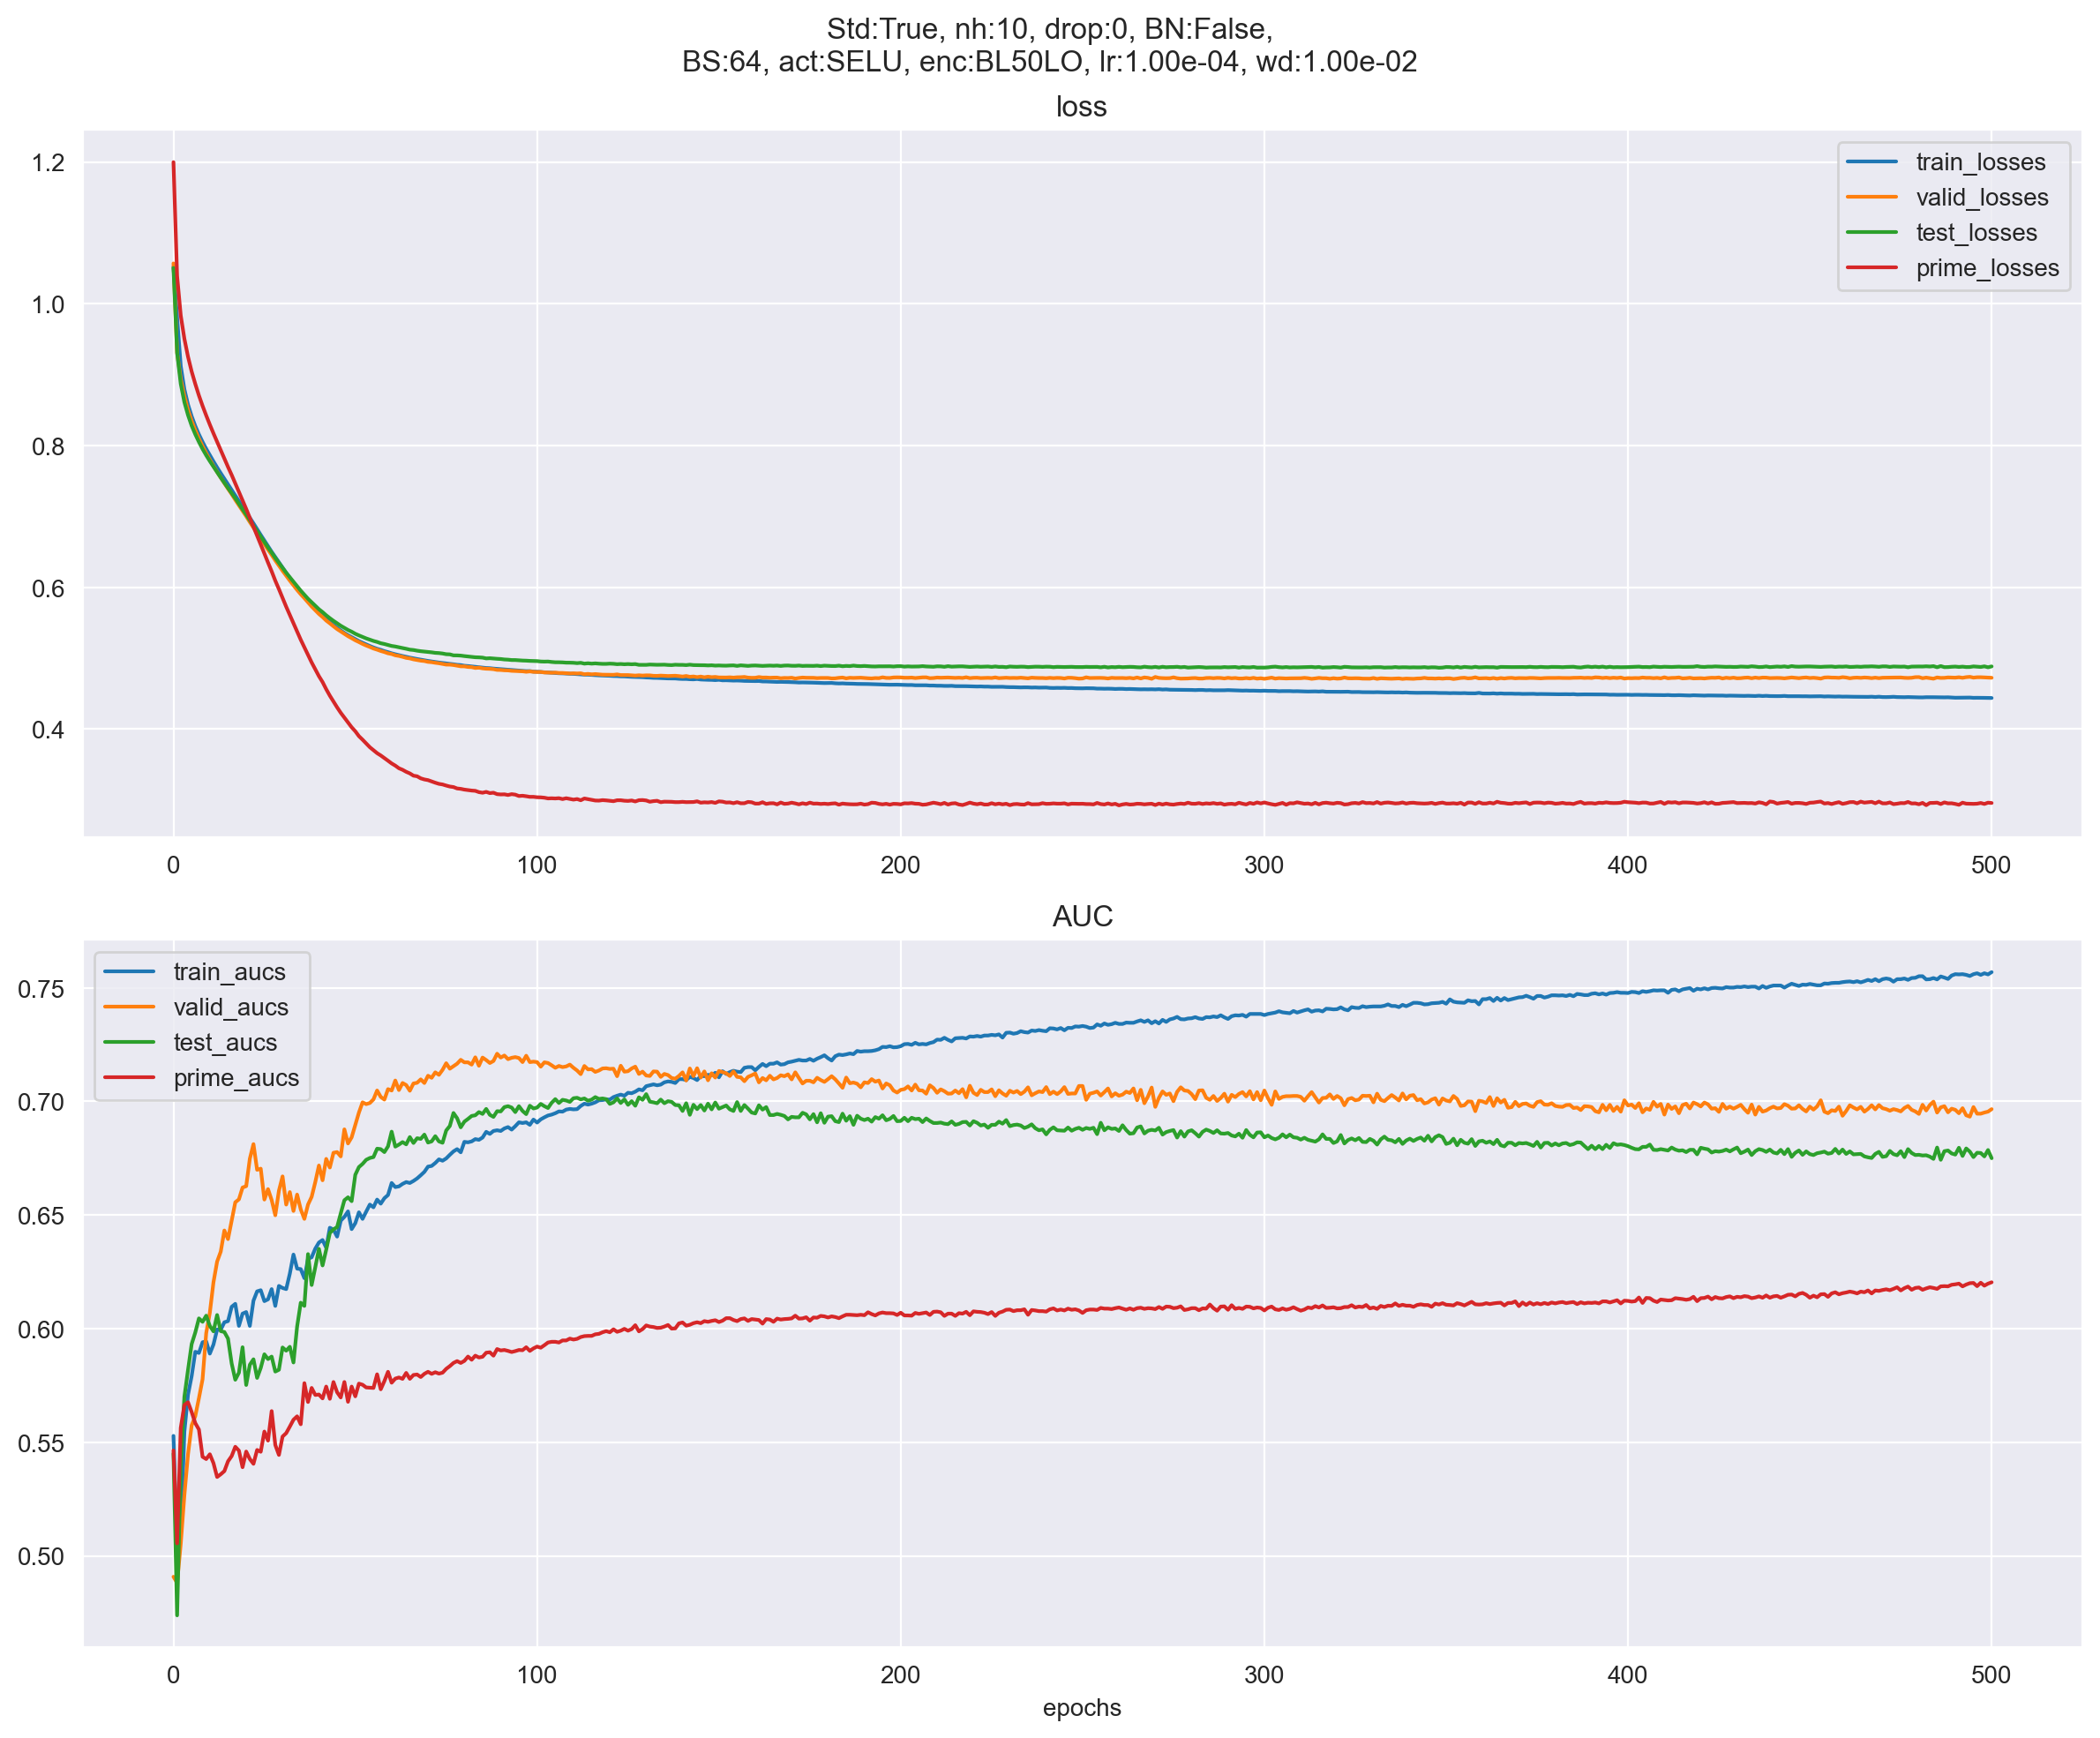 Std:True, nh:10, drop:0, BN:False,
BS:64, act:SELU, enc:BL50LO, lr:1.00e-04, wd:1.00e-02
loss
1.2
1.0
0.8
0.6
0.4
train_losses
valid_losses
test_losses
prime_losses
0 100 200 300 400 500
AUC
0.75
0.70
0.65
0.60
0.55
0.50
train_aucs
valid_aucs
test_aucs
prime_aucs
0 100 200 300 400 500
epochs